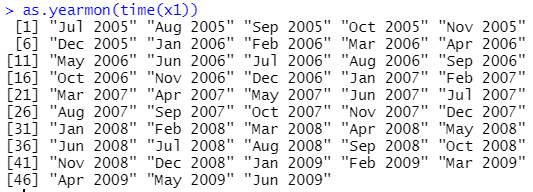 > as.yearmon(time(x1))
[1] "Jul 2005" "Aug 2005" "Sep 2005" "Oct 2005" "Nov 2005"
[6] "Dec 2005" "Jan 2006" "Feb 2006" "Mar 2006" "Apr 2006"
[11] "May 2006" "Jun 2006" "Jul 2006" "Aug 2006" "Sep 2006"
[16] "Oct 2006" "Nov 2006" "Dec 2006" "Jan 2007" "Feb 2007"
[21] "Mar 2007" "Apr 2007" "May 2007" "Jun 2007" "Jul 2007"
[26] "Aug 2007" "Sep 2007" "Oct 2007" "Nov 2007" "Dec 2007"
[31] "Jan 2008" "Feb 2008" "Mar 2008" "Apr 2008" "May 2008"
[36] "Jun 2008" "Jul 2008" "Aug 2008" "Sep 2008" "Oct 2008"
[41] "Nov 2008" "Dec 2008" "Jan 2009" "Feb 2009" "Mar 2009"
[46] "Apr 2009" "May 2009" "Jun 2009"